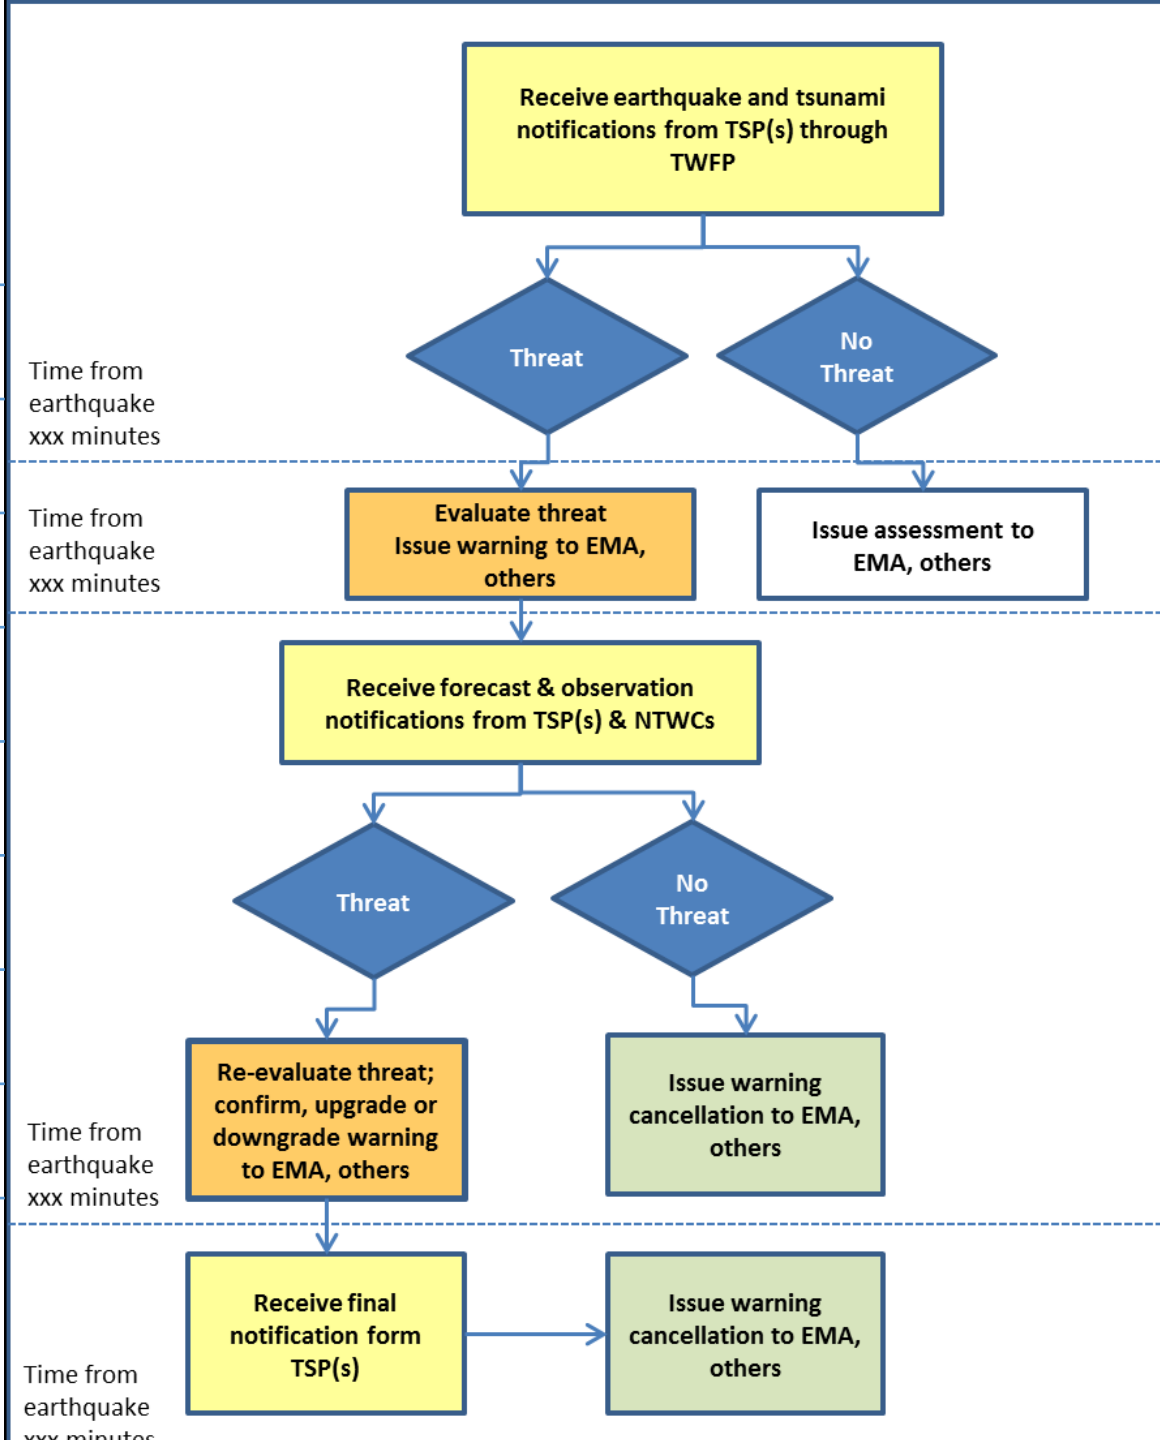 Receive earthquake and tsunami
notifications from TSP(s) through
TWFP
Threat
No
Threat
Time from
earthquake
xxx minutes
Time from
earthquake
xxx minutes
Evaluate threat
Issue warning to EMA,
others
Issue assessment to
EMA, others
Receive forecast & observation
notifications from TSP(s) & NTWCs
Threat
No
Threat
Re-evaluate threat;
confirm, upgrade or
downgrade warning
to EMA, others
Issue warning
cancellation to EMA,
others
Time from
earthquake
xxx minutes
Receive final
notification form
TSP(s)
Issue warning
cancellation to EMA,
others
Time from
earthquake
xxx minutes